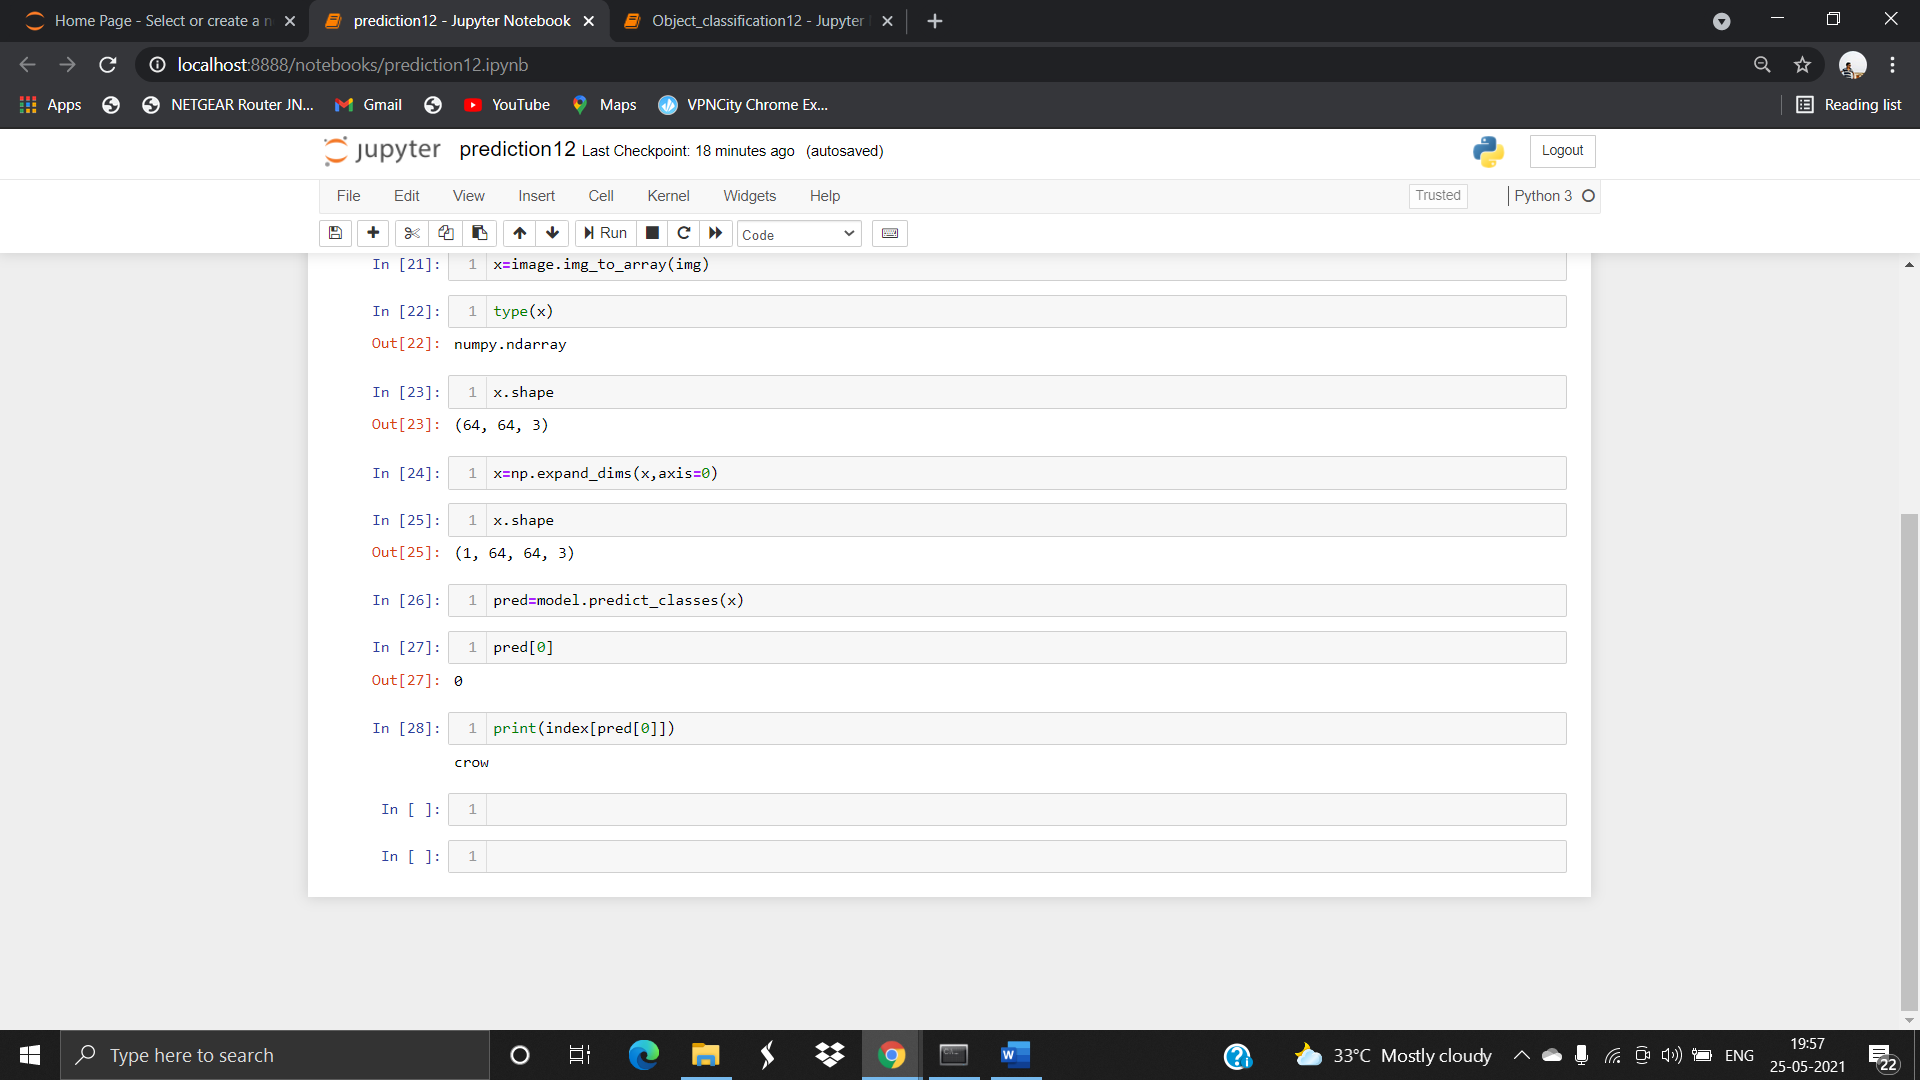 Home Page - Select or create a n
prediction12 - Jupyter Notebook
Object_classification12 - Jupyter
localhost:8888/notebooks/prediction12.ipynb
Apps
NETGEAR Router JN...
Gmail
YouTube
Maps
VPNCity Chrome Ex...
Reading list
jupyter
prediction12 Last Checkpoint: 18 minutes ago (autosaved)
Logout
File Edit View Insert Cell Kernel Widgets Help
Trusted
Python 3
Run
Code
In [21]: 1 x=image.img_to_array(img)
In [22]: 1 type(x)
Out[22]: numpy.ndarray
In [23]: 1 x.shape
Out[23]: (64, 64, 3)
In [24]: 1 x=np.expand_dims(x,axis=0)
In [25]: 1 x.shape
Out[25]: (1, 64, 64, 3)
In [26]: 1 pred=model.predict_classes(x)
In [27]: 1 pred[0]
Out[27]: 0
In [28]: 1 print(index[pred[0]])
crow
In [ ]: 1
In [ ]: 1
Type here to search
33°C Mostly cloudy
ENG
19:57
25-05-2021
22